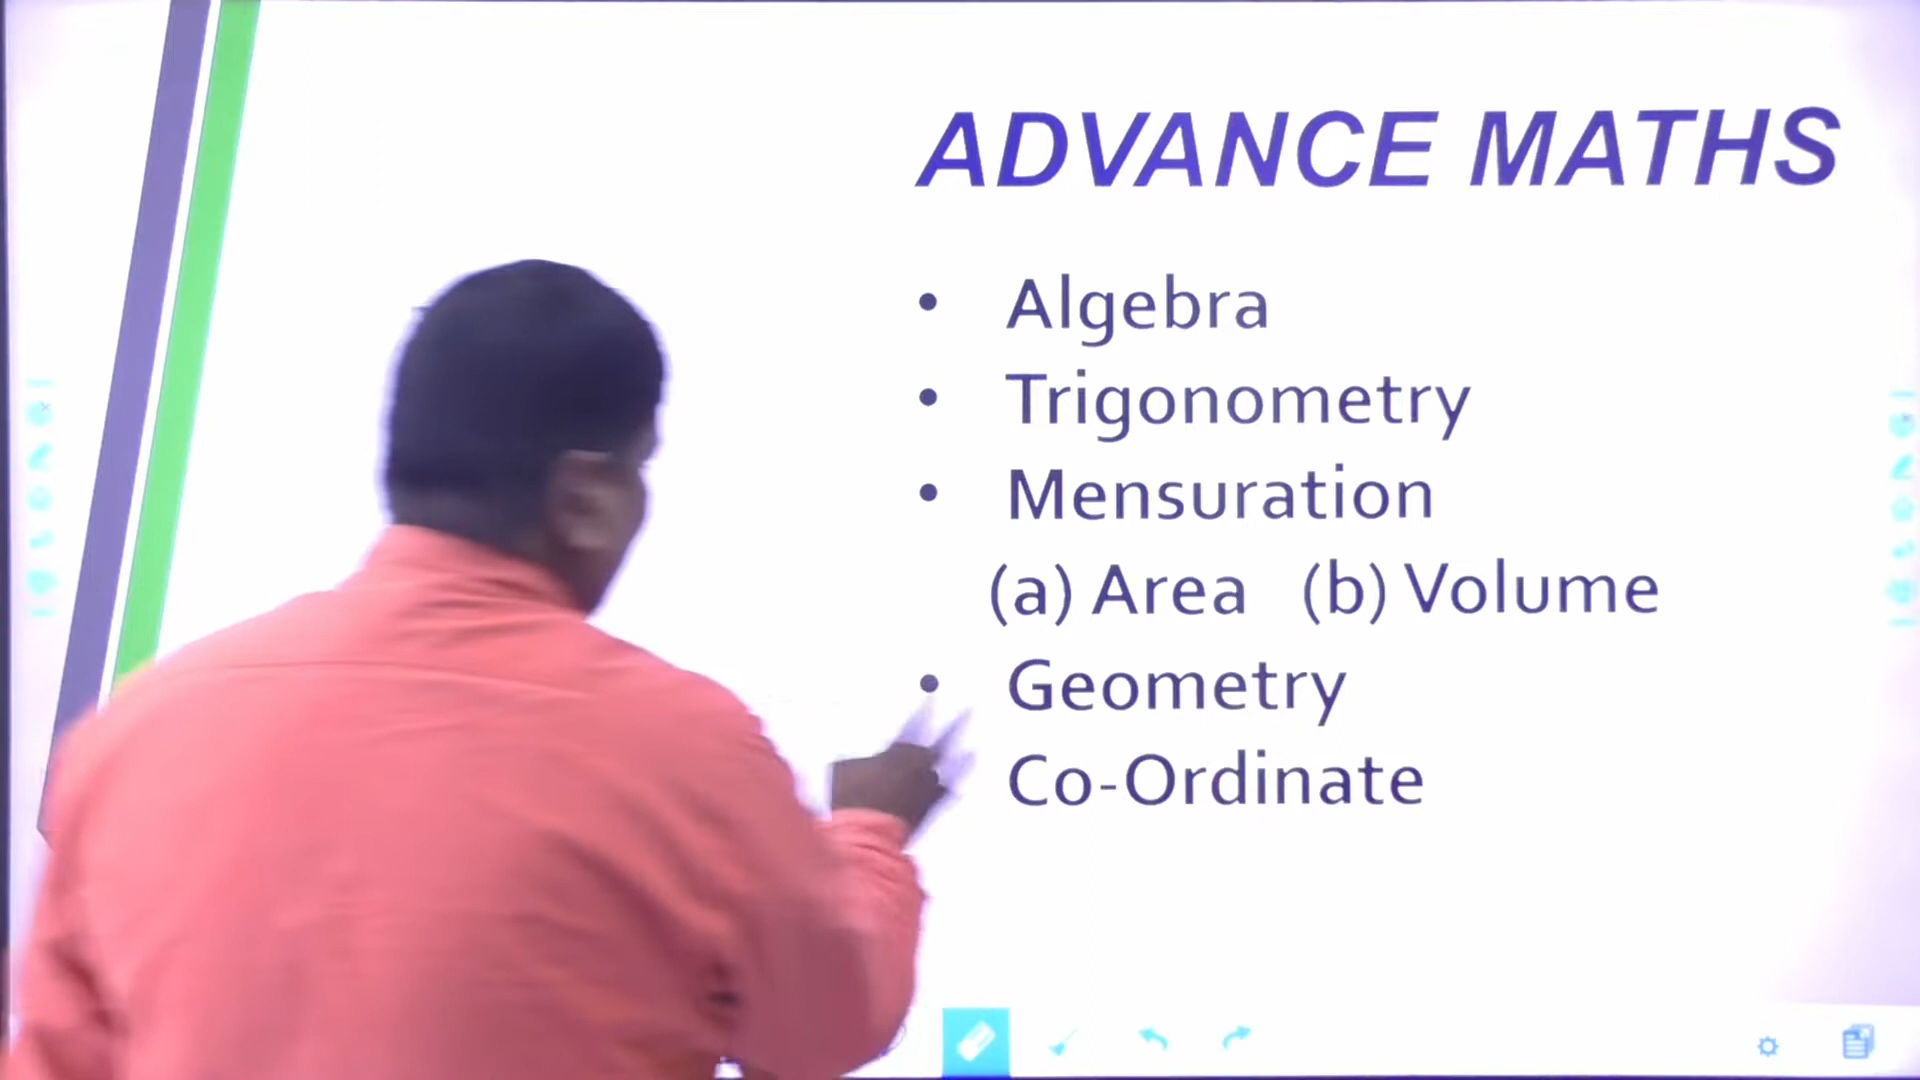 ADVANCE MATHS
• Algebra
• Trigonometry
• Mensuration
(a) Area (b) Volume
• Geometry
Co-Ordinate